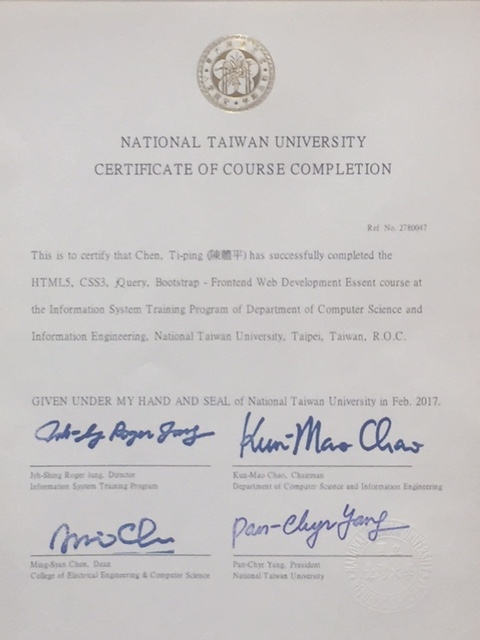 NATIONAL TAIWAN UNIVERSITY
CERTIFICATE OF COURSE COMPLETION
Ref No. 2780047
This is to certify that Chen, Ti-ping (陳體平) has successfully completed the
HTML5, CSS3, jQuery, Bootstrap - Frontend Web Development Essent course at
the Information System Training Program of Department of Computer Science and
Information Engineering, National Taiwan University, Taipei, Taiwan, R.O.C.
GIVEN UNDER MY HAND AND SEAL of National Taiwan University in Feb. 2017.
Jyh-Shing Roger Jang Kun-Mao Chao
Jyh-Shing Roger Jang, Director Kun-Mao Chao, Chairman
Information System Training Program Department of Computer Science and Information Engineering
Pan-Chyr Yang
Ming-Syan Chen, Dean Pan-Chyr Yang, President
College of Electrical Engineering & Computer Science National Taiwan University